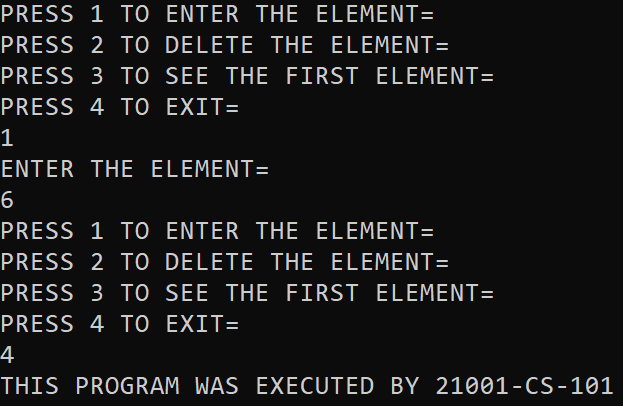 PRESS 1 TO ENTER THE ELEMENT=
PRESS 2 TO DELETE THE ELEMENT=
PRESS 3 TO SEE THE FIRST ELEMENT=
PRESS 4 TO EXIT=
1
ENTER THE ELEMENT=
6
PRESS 1 TO ENTER THE ELEMENT=
PRESS 2 TO DELETE THE ELEMENT=
PRESS 3 TO SEE THE FIRST ELEMENT=
PRESS 4 TO EXIT=
4
THIS PROGRAM WAS EXECUTED BY 21001-CS-101